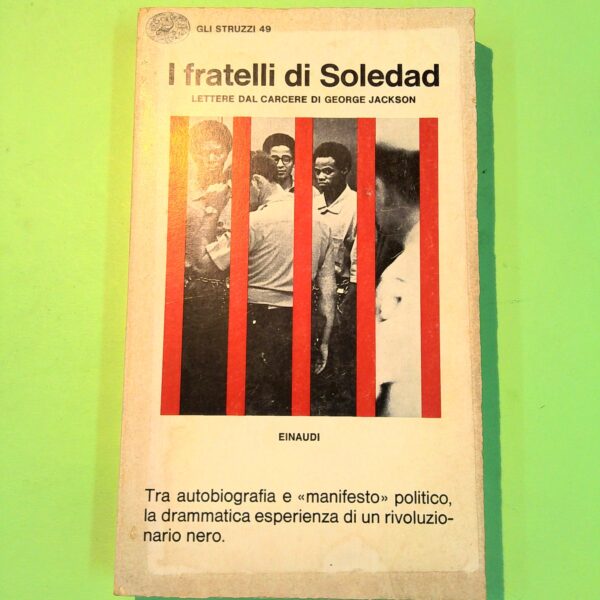 GLI STRUZZI 49
I fratelli di Soledad
LETTERE DAL CARCERE DI GEORGE JACKSON
EINAUDI
Tra autobiografia e «manifesto» politico,
la drammatica esperienza di un rivoluzio-
nario nero.